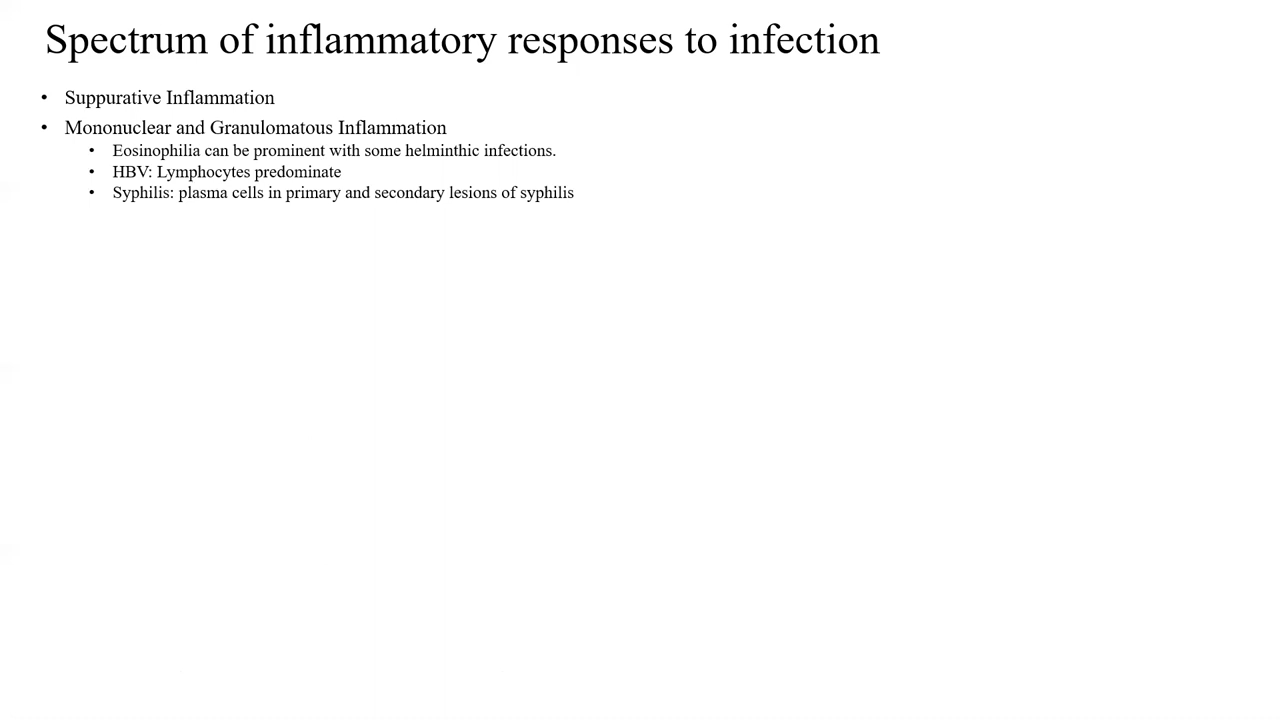 Spectrum of inflammatory responses to infection
• Suppurative Inflammation
• Mononuclear and Granulomatous Inflammation
• Eosinophilia can be prominent with some helminthic infections.
• HBV: Lymphocytes predominate
• Syphilis: plasma cells in primary and secondary lesions of syphilis